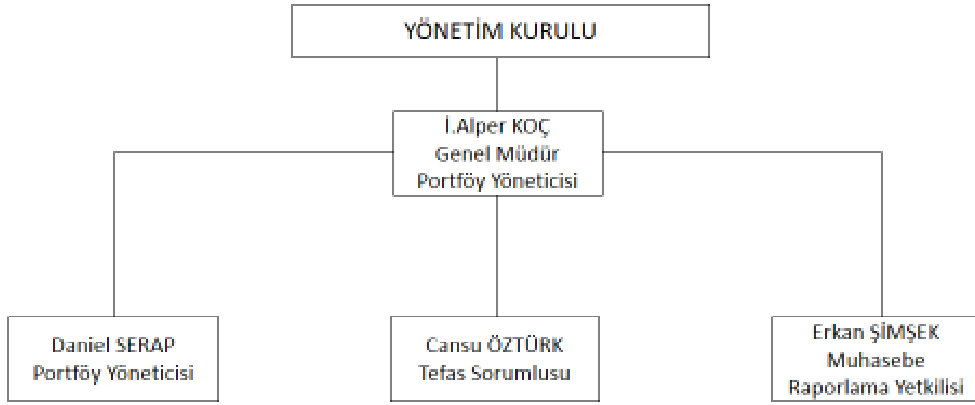 YÖNETİM KURULU
İ.Alper KOÇ
Genel Müdür
Portföy Yöneticisi
Daniel SERAP
Portföy Yöneticisi
Cansu ÖZTÜRK
Tefas Sorumlusu
Erkan ŞİMŞEK
Muhasebe
Raporlama Yetkilisi